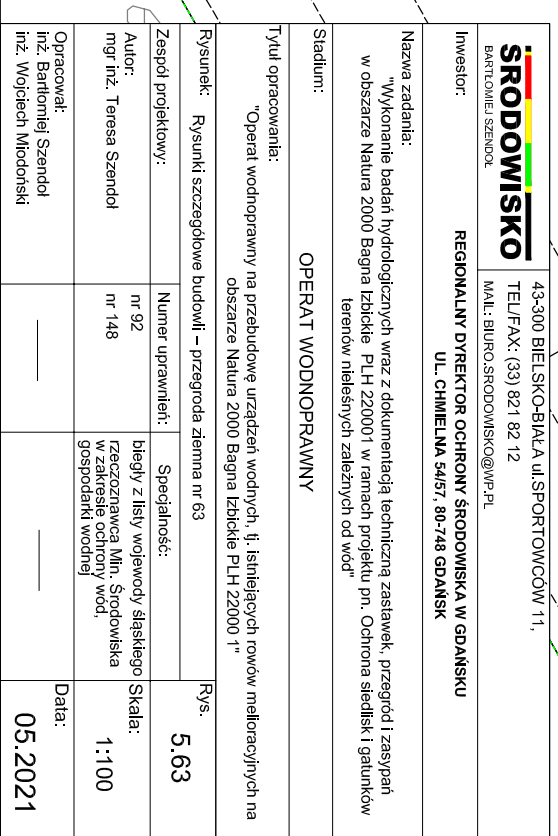 ŚRODOWISKO
BARTŁOMIEJ SZENDOŁ
43-300 BIELSKO-BIAŁA ul.SPORTOWCÓW 11,
TEL/FAX: (33) 821 82 12
MAIL: BIURO.SRODOWISKO@WP.PL
Inwestor:
REGIONALNY DYREKTOR OCHRONY ŚRODOWISKA W GDAŃSKU
UL. CHMIELNA 54/57, 80-748 GDAŃSK
Nazwa zadania:
"Wykonanie badań hydrologicznych wraz z dokumentacją techniczną zastawek, przegród i zasypań
w obszarze Natura 2000 Bagna Izbickie PLH 220001 w ramach projektu pn. Ochrona siedlisk i gatunków
terenów nieleśnych zależnych od wód"
Stadium:
OPERAT WODNOPRAWNY
Tytuł opracowania:
"Operat wodnoprawny na przebudowę urządzeń wodnych, tj. istniejących rowów melioracyjnych na
obszarze Natura 2000 Bagna Izbickie PLH 22000 1"
Rysunek: Rysunki szczegółowe budowli – przegroda ziemna nr 63
Rys.
5.63
Zespół projektowy:
Numer uprawnień:
Specjalność:
Autor:
mgr inż. Teresa Szendoł
nr 92
nr 148
biegły z listy wojewody śląskiego
rzeczoznawca Min. Środowiska
w zakresie ochrony wód,
gospodarki wodnej
Skala:
1:100
Opracował:
inż. Bartłomiej Szendoł
inż. Wojciech Miodoński
Data:
05.2021